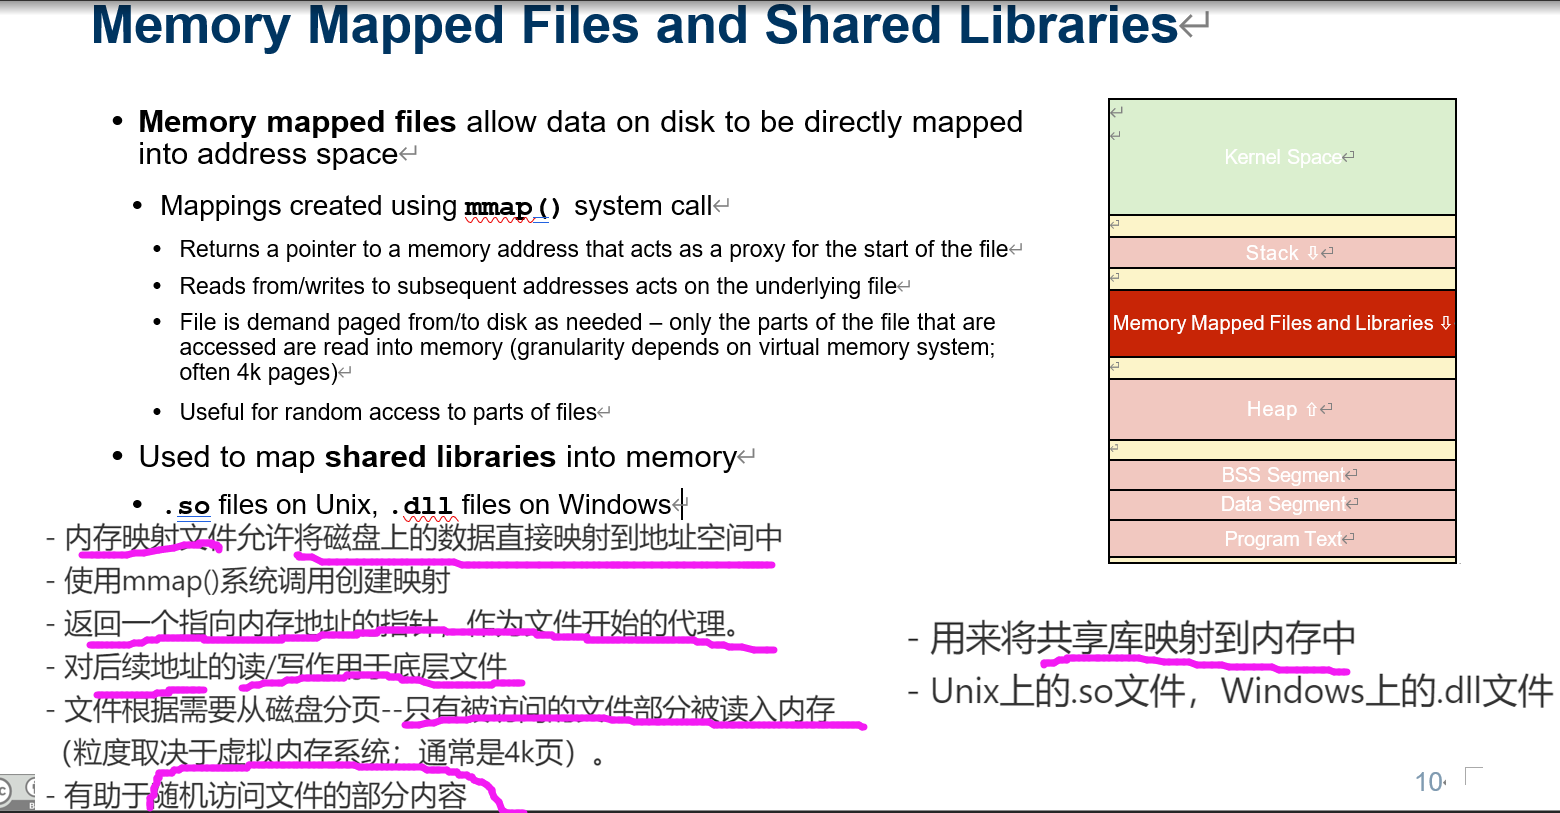 Memory Mapped Files and Shared Libraries
• Memory mapped files allow data on disk to be directly mapped
into address space
• Mappings created using mmap() system call
• Returns a pointer to a memory address that acts as a proxy for the start of the file
• Reads from/writes to subsequent addresses acts on the underlying file
• File is demand paged from/to disk as needed – only the parts of the file that are
accessed are read into memory (granularity depends on virtual memory system;
often 4k pages)
• Useful for random access to parts of files
• Used to map shared libraries into memory
• .so files on Unix, .dll files on Windows
Kernel Space
Stack ⇩
Memory Mapped Files and Libraries ⇩
Heap ⇧
BSS Segment
Data Segment
Program Text
- 内存映射文件允许将磁盘上的数据直接映射到地址空间中
- 使用mmap()系统调用创建映射
- 返回一个指向内存地址的指针，作为文件开始的代理。
- 对后续地址的读/写作用于底层文件
- 文件根据需要从磁盘分页--只有被访问的文件部分被读入内存
（粒度取决于虚拟内存系统；通常是4k页）。
- 有助于随机访问文件的部分内容
- 用来将共享库映射到内存中
- Unix上的.so文件，Windows上的.dll文件
10